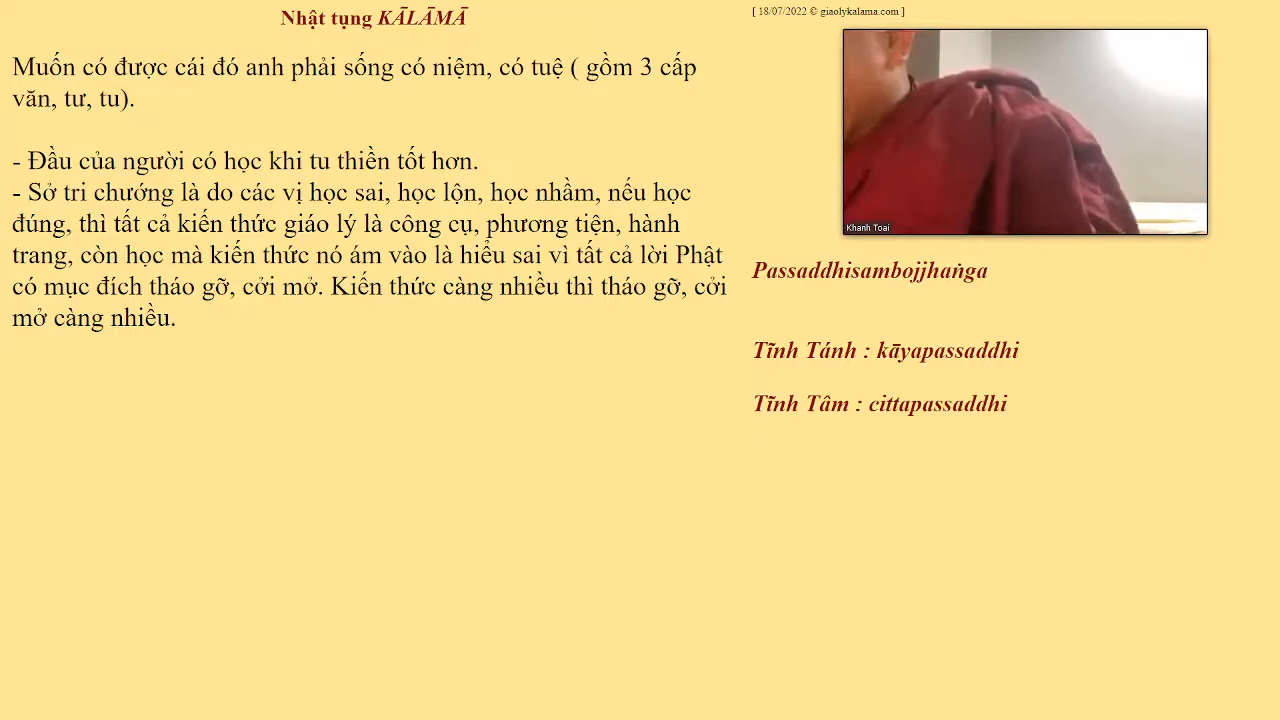 Nhật tụng KĀLĀMĀ
Muốn có được cái đó anh phải sống có niệm, có tuệ ( gồm 3 cấp
văn, tư, tu).
- Đầu của người có học khi tu thiền tốt hơn.
- Sở tri chướng là do các vị học sai, học lộn, học nhầm, nếu học
đúng, thì tất cả kiến thức giáo lý là công cụ, phương tiện, hành
trang, còn học mà kiến thức nó ám vào là hiểu sai vì tất cả lời Phật
có mục đích tháo gỡ, cởi mở. Kiến thức càng nhiều thì tháo gỡ, cởi
mở càng nhiều.
[ 18/07/2022 © giaolykalama.com ]
Khanh Toai
Passaddhisambojjhaṅga
Tĩnh Tánh : kāyapassaddhi
Tĩnh Tâm : cittapassaddhi